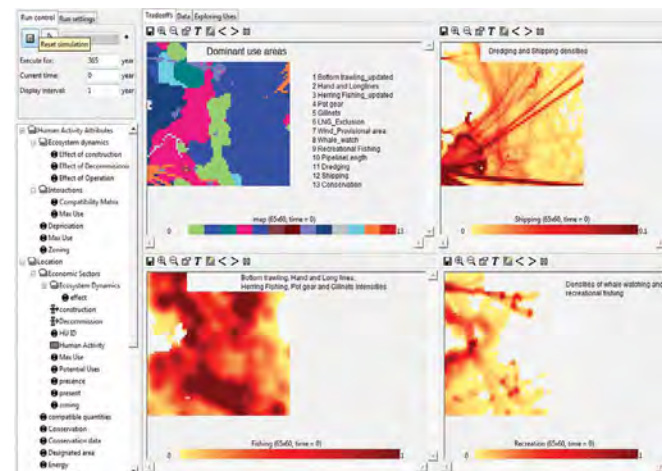 Run control
Run settings
Reset simulation
Execute for: 365 year
Current time: 0 year
Display interval: 1 year
Human Activity Attributes
Ecosystem dynamics
Effect of construction
Effect of Decommissio
Effect of Operation
Interactions
Compatibility Matrix
Max Use
Depriciation
Max Use
Zoning
Location
Economic Sectors
Ecosystem Dynamics
effect
construction
Decommission
HU ID
Human Activity
Max Use
Potential Uses
presence
present
zoning
compatible quantities
Conservation
Conservation data
Designated area
Energy
Tradeoffs
Data
Exploring Uses
Dominant use areas
1 Bottom trawling_updated
2 Hand and Longlines
3 Herring Fishing_updated
4 Pot gear
5 Gillnets
6 LNG_Exclusion
7 Wind_Provisional area
8 Whale_watch
9 Recreational Fishing
10 PipelineLength
11 Dredging
12 Shipping
13 Conservation
map (65x60, time = 0)
0 13
Dredging and Shipping densities
Shipping (65x60, time = 0)
0 0.1
Bottom trawling, Hand and Long lines,
Herring Fishing, Pot gear and Gillnets Intensities
Fishing (65x60, time = 0)
0 1
Densities of whale watching and
recreational fishing
Recreation (65x60, time = 0)
0 1